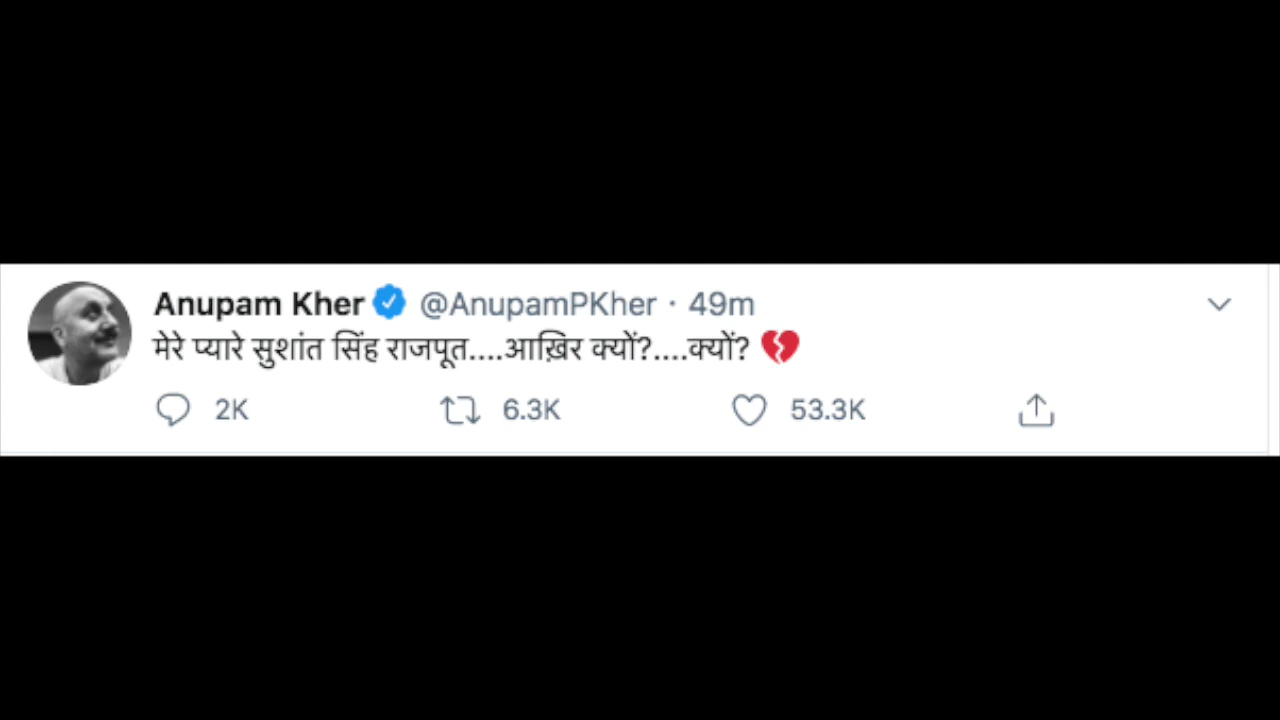 Anupam Kher @AnupamPKher · 49m
मेरे प्यारे सुशांत सिंह राजपूत....आख़िर क्यों?....क्यों? 💔
2K 6.3K 53.3K